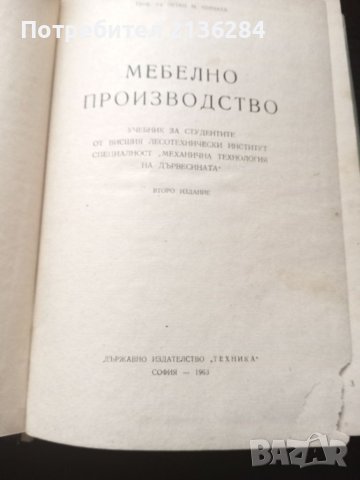 Потребител 2136284
МЕБЕЛНО
ПРОИЗВОДСТВО
УЧЕБНИК ЗА СТУДЕНТИТЕ
ОТ ВИСШИЯ ЛЕСОТЕХНИЧЕСКИ ИНСТИТУТ
СПЕЦИАЛНОСТ „МЕХАНИЧНА ТЕХНОЛОГИЯ
НА ДЪРВЕСИНАТА“
ВТОРО ИЗДАНИЕ
ДЪРЖАВНО ИЗДАТЕЛСТВО „ТЕХНИКА“
СОФИЯ — 1963
BAZAR